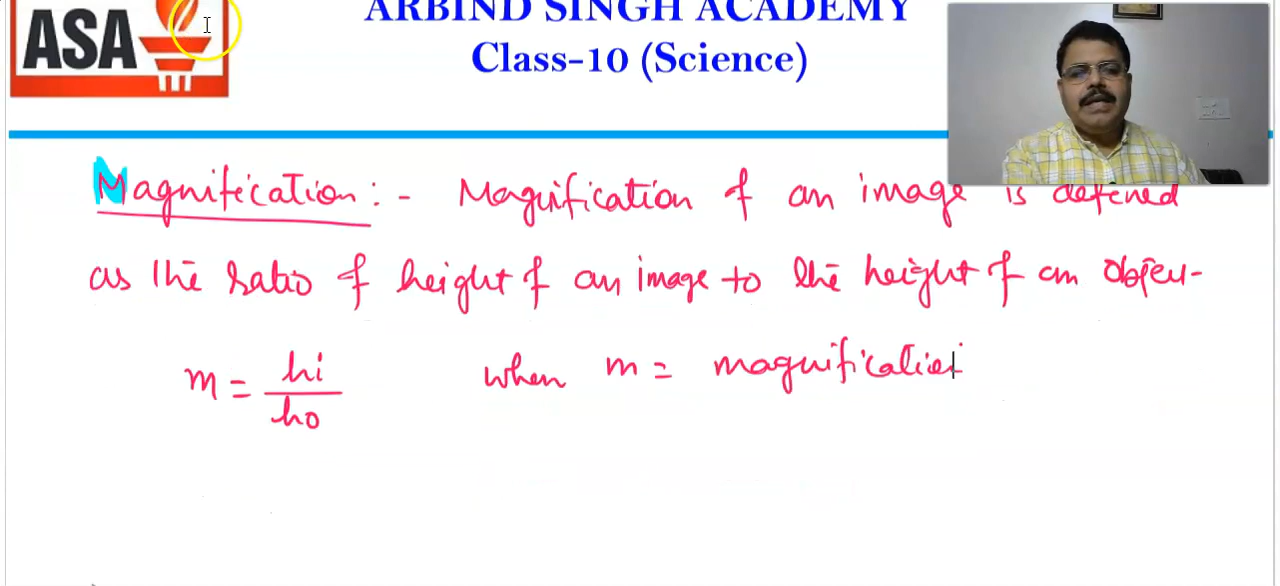 ASA
ARBIND SINGH ACADEMY
Class-10 (Science)
Magnification :- Magnification of an image is defined
as the ratio of height of an image to the height of an object
m = hi / ho when m = magnification